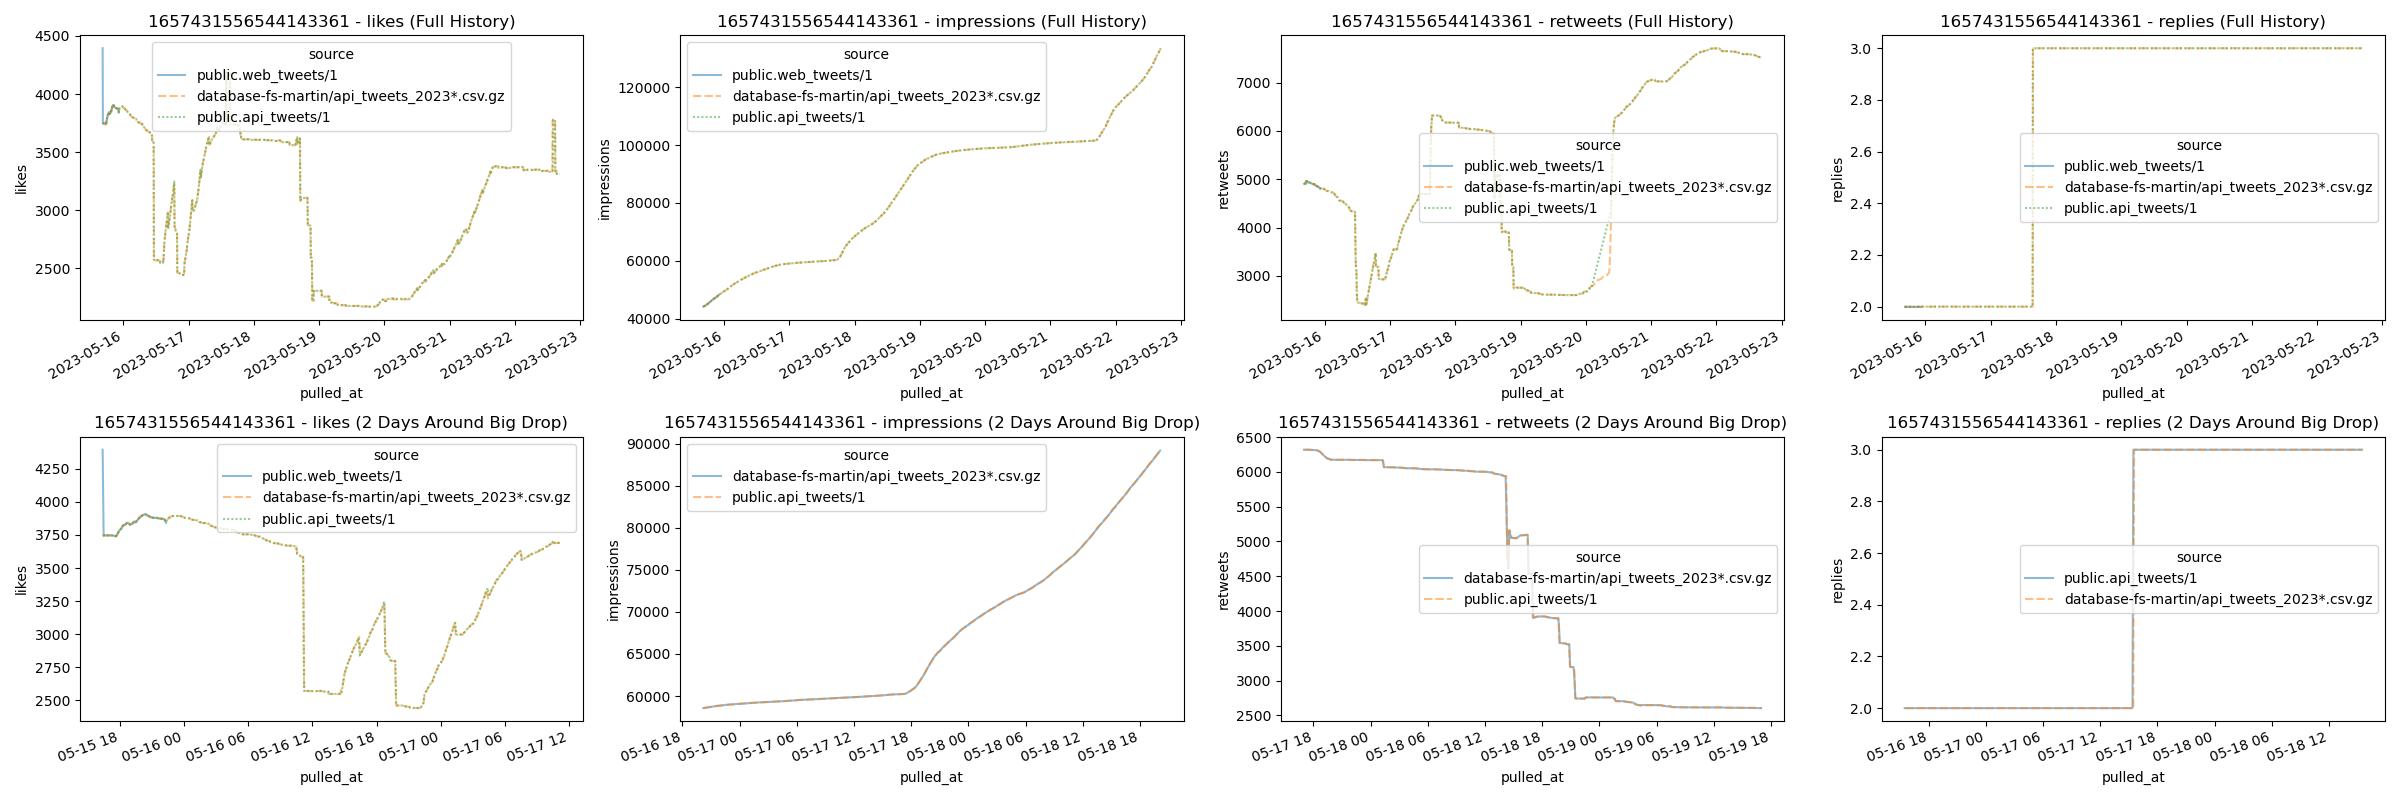 1657431556544143361 - likes (Full History)
4500
4000
3500
3000
2500
likes
source
public.web_tweets/1
database-fs-martin/api_tweets_2023*.csv.gz
public.api_tweets/1
2023-05-16
2023-05-17
2023-05-18
2023-05-19
2023-05-20
2023-05-21
2023-05-22
2023-05-23
pulled_at
1657431556544143361 - impressions (Full History)
120000
100000
80000
60000
40000
impressions
source
public.web_tweets/1
database-fs-martin/api_tweets_2023*.csv.gz
public.api_tweets/1
2023-05-16
2023-05-17
2023-05-18
2023-05-19
2023-05-20
2023-05-21
2023-05-22
2023-05-23
pulled_at
1657431556544143361 - retweets (Full History)
7000
6000
5000
4000
3000
retweets
source
public.web_tweets/1
database-fs-martin/api_tweets_2023*.csv.gz
public.api_tweets/1
2023-05-16
2023-05-17
2023-05-18
2023-05-19
2023-05-20
2023-05-21
2023-05-22
2023-05-23
pulled_at
1657431556544143361 - replies (Full History)
3.0
2.8
2.6
2.4
2.2
2.0
replies
source
public.web_tweets/1
database-fs-martin/api_tweets_2023*.csv.gz
public.api_tweets/1
2023-05-16
2023-05-17
2023-05-18
2023-05-19
2023-05-20
2023-05-21
2023-05-22
2023-05-23
pulled_at
1657431556544143361 - likes (2 Days Around Big Drop)
4250
4000
3750
3500
3250
3000
2750
2500
likes
source
public.web_tweets/1
database-fs-martin/api_tweets_2023*.csv.gz
public.api_tweets/1
05-15 18
05-16 00
05-16 06
05-16 12
05-16 18
05-17 00
05-17 06
05-17 12
pulled_at
1657431556544143361 - impressions (2 Days Around Big Drop)
90000
85000
80000
75000
70000
65000
60000
impressions
source
database-fs-martin/api_tweets_2023*.csv.gz
public.api_tweets/1
05-16 18
05-17 00
05-17 06
05-17 12
05-17 18
05-18 00
05-18 06
05-18 12
05-18 18
pulled_at
1657431556544143361 - retweets (2 Days Around Big Drop)
6500
6000
5500
5000
4500
4000
3500
3000
2500
retweets
source
database-fs-martin/api_tweets_2023*.csv.gz
public.api_tweets/1
05-17 18
05-18 00
05-18 06
05-18 12
05-18 18
05-19 00
05-19 06
05-19 12
05-19 18
pulled_at
1657431556544143361 - replies (2 Days Around Big Drop)
3.0
2.8
2.6
2.4
2.2
2.0
replies
source
public.api_tweets/1
database-fs-martin/api_tweets_2023*.csv.gz
05-16 18
05-17 00
05-17 06
05-17 12
05-17 18
05-18 00
05-18 06
05-18 12
pulled_at